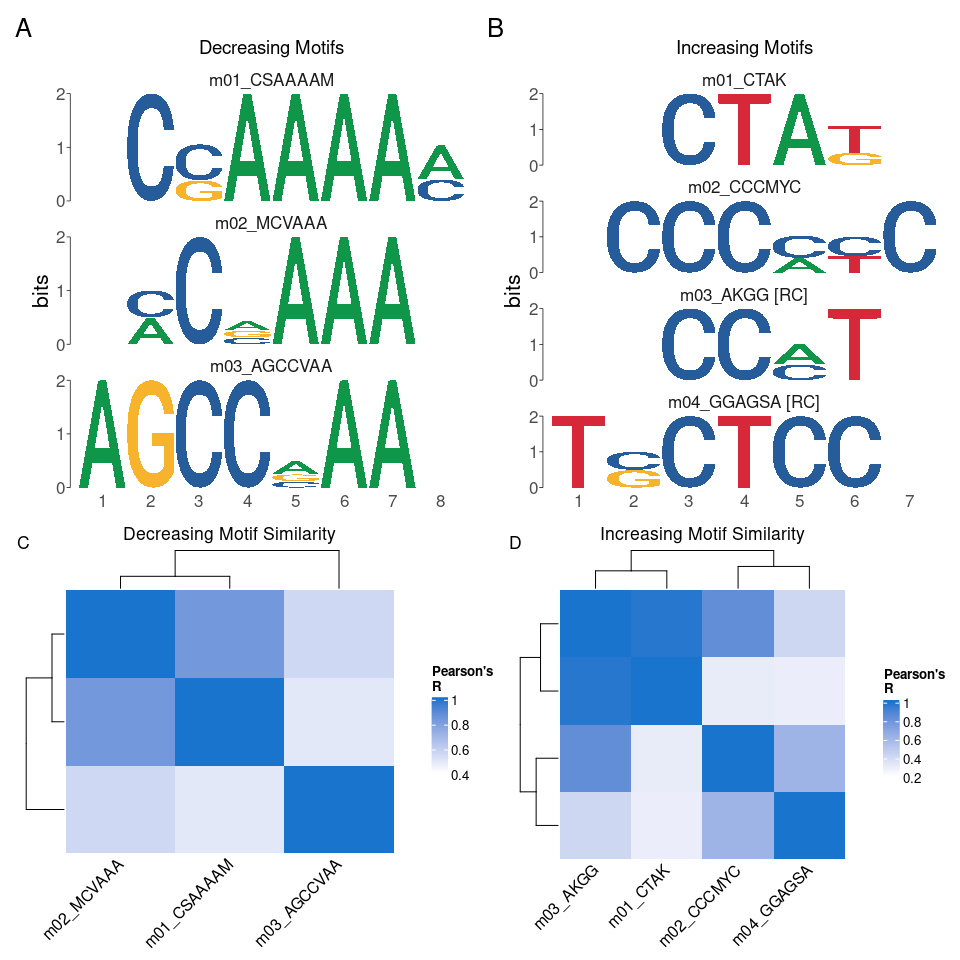 A
Decreasing Motifs
m01_CSAAAAM
2
1
0
C C G A A A A A C
m02_MCVAAA
2
1
0
bits
C A C A G C A A A
m03_AGCCVAA
2
1
0
A G C C A G C A A
1 2 3 4 5 6 7 8
B
Increasing Motifs
m01_CTAK
2
1
0
C T A T G
m02_CCCMYC
2
1
0
bits
C C C C A C T C
m03_AKGG [RC]
2
1
0
C C A C T
m04_GGAGSA [RC]
2
1
0
T C G C T C C
1 2 3 4 5 6 7
C
Decreasing Motif Similarity
Pearson's
R
1
0.8
0.6
0.4
m02_MCVAAA
m01_CSAAAAM
m03_AGCCVAA
D
Increasing Motif Similarity
Pearson's
R
1
0.8
0.6
0.4
0.2
m03_AKGG
m01_CTAK
m02_CCCMYC
m04_GGAGSA